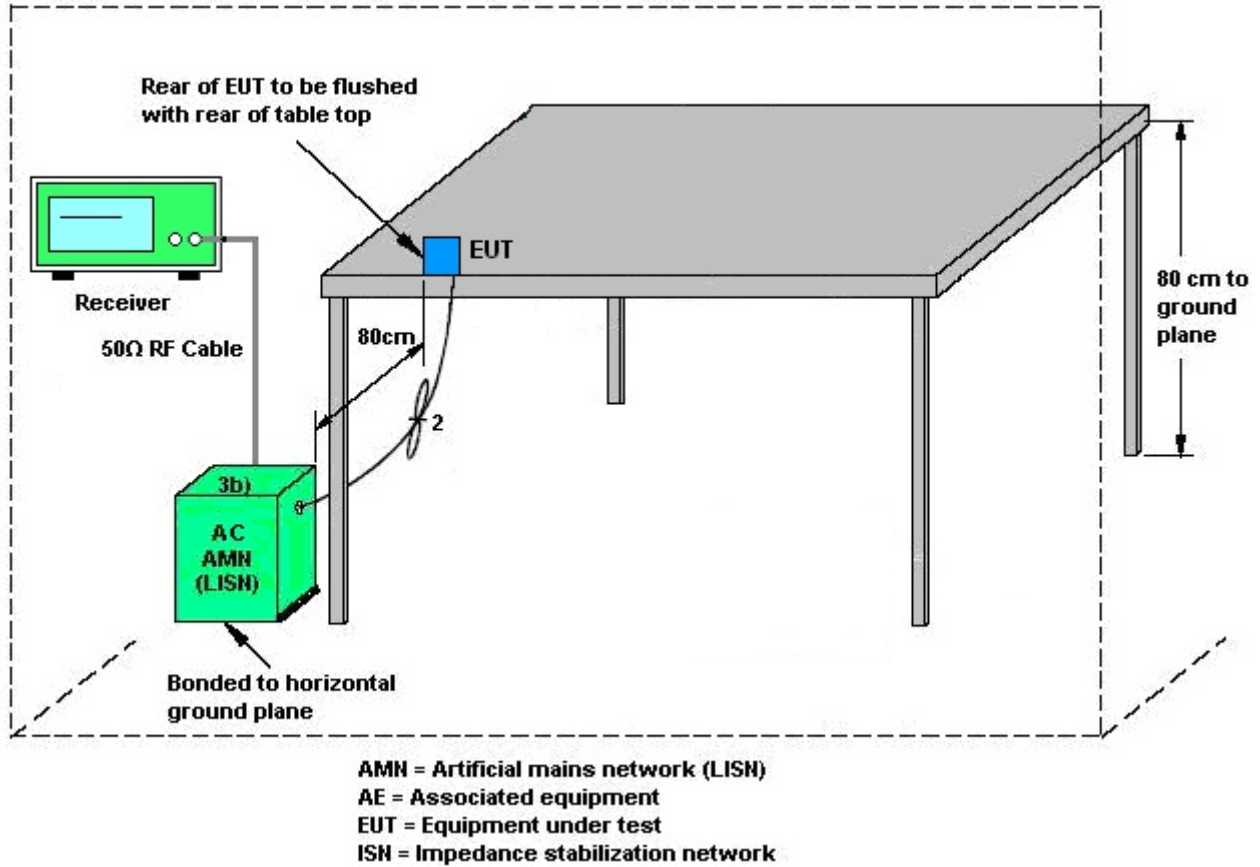 Rear of EUT to be flushed
with rear of table top
EUT
Receiver
50Ω RF Cable
80cm
2
80 cm to
ground
plane
3b)
AC
AMN
(LISN)
Bonded to horizontal
ground plane
AMN = Artificial mains network (LISN)
AE = Associated equipment
EUT = Equipment under test
ISN = Impedance stabilization network